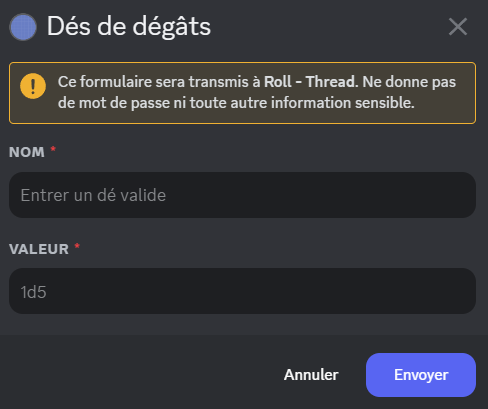 Dés de dégâts
Ce formulaire sera transmis à Roll - Thread. Ne donne pas
de mot de passe ni toute autre information sensible.
NOM *
Entrer un dé valide
VALEUR *
1d5
Annuler
Envoyer